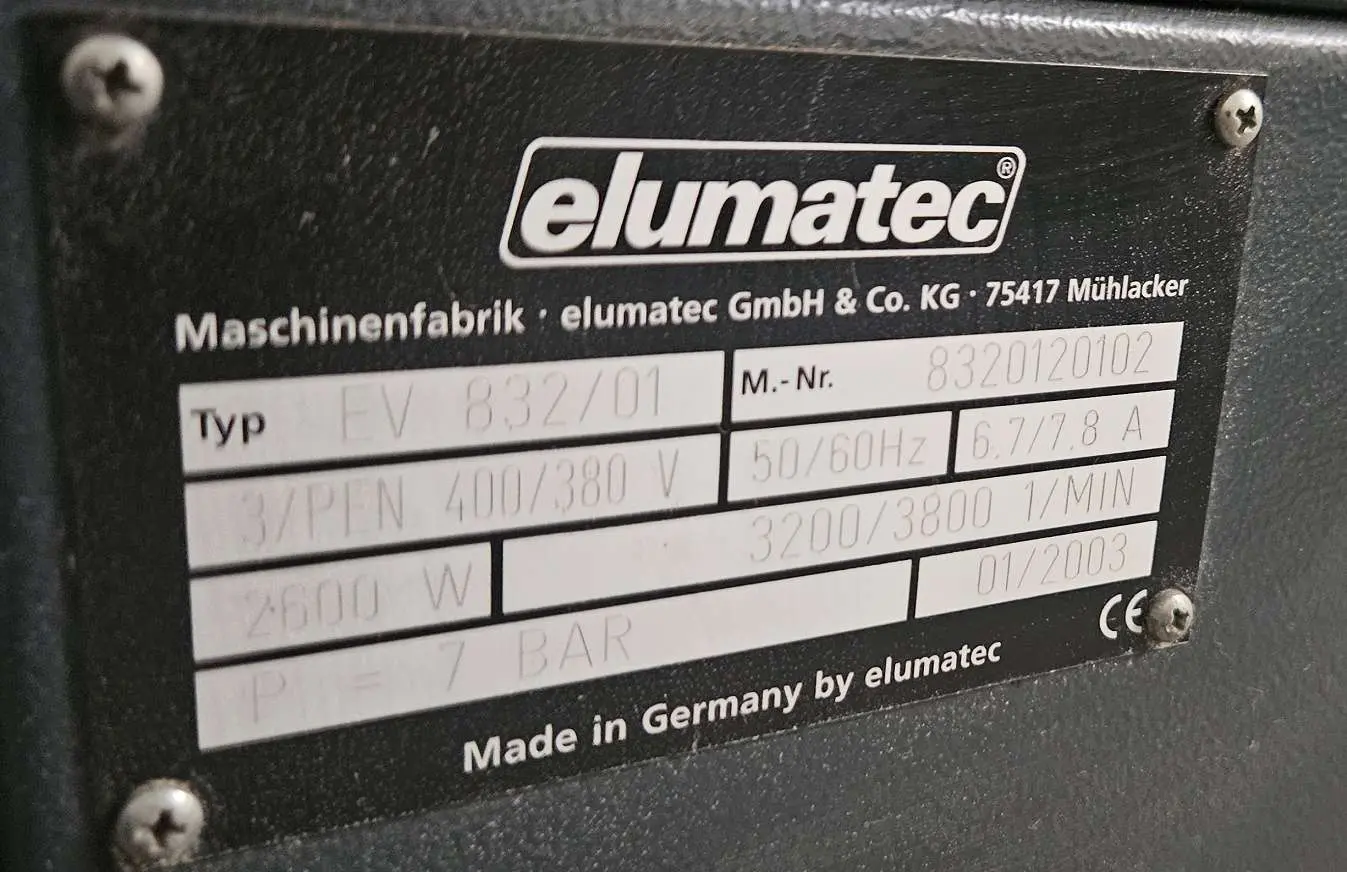 elumatec®
Maschinenfabrik · elumatec GmbH & Co. KG · 75417 Mühlacker
Typ EV 832/01 M.-Nr. 8320120102
3/PEN 400/380 V 50/60Hz 6.7/7.8 A
2600 W 3200/3800 1/MIN
P = 7 BAR 01/2003
CE
Made in Germany by elumatec